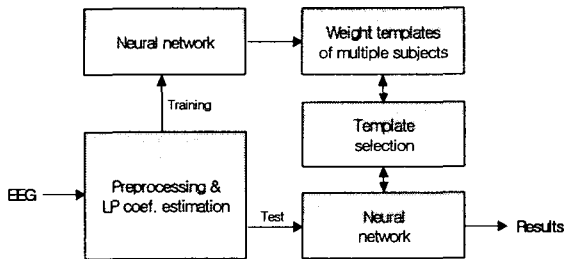 Neural network
Weight templates
of multiple subjects
Training
Template
selection
EEG
Preprocessing &
LP coef. estimation
Test
Neural
network
Results